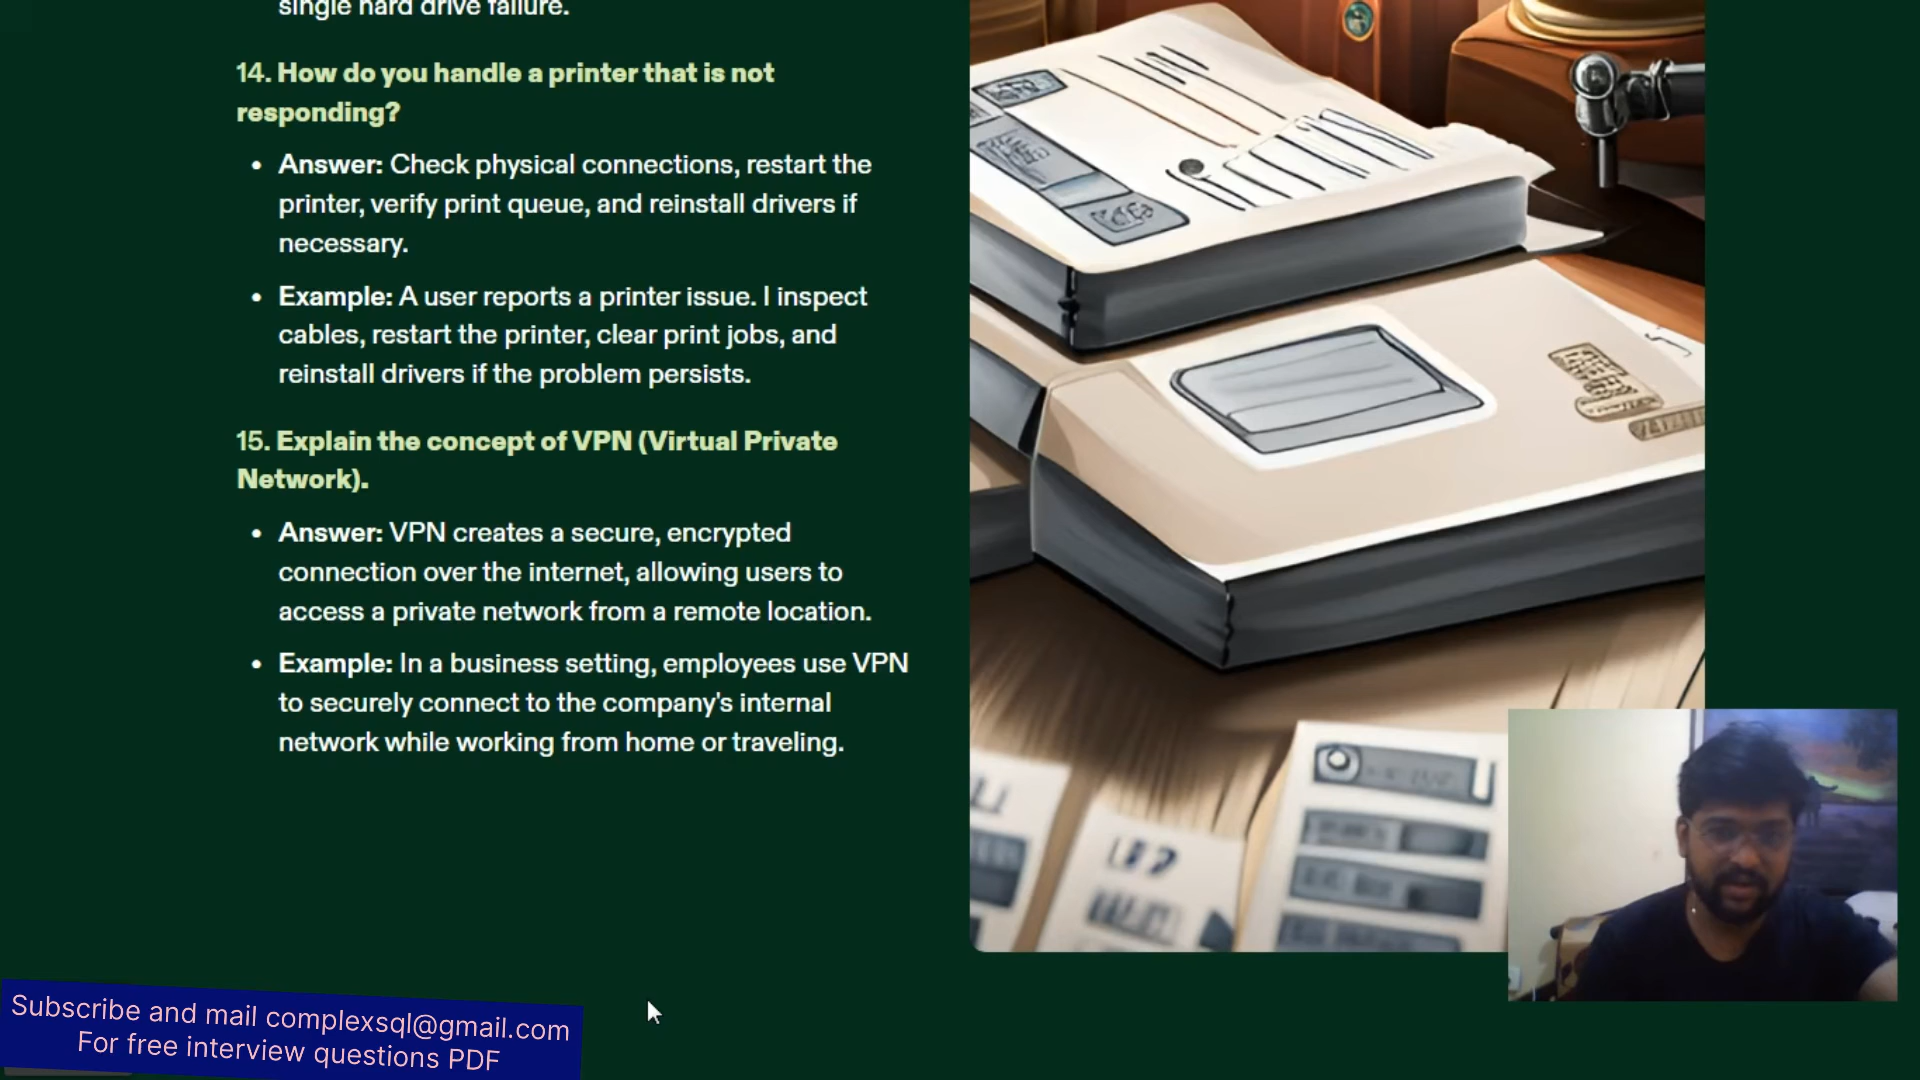 single hard drive failure.
14. How do you handle a printer that is not
responding?
• Answer: Check physical connections, restart the
printer, verify print queue, and reinstall drivers if
necessary.
• Example: A user reports a printer issue. I inspect
cables, restart the printer, clear print jobs, and
reinstall drivers if the problem persists.
15. Explain the concept of VPN (Virtual Private
Network).
• Answer: VPN creates a secure, encrypted
connection over the internet, allowing users to
access a private network from a remote location.
• Example: In a business setting, employees use VPN
to securely connect to the company's internal
network while working from home or traveling.
Subscribe and mail complexsql@gmail.com
For free interview questions PDF